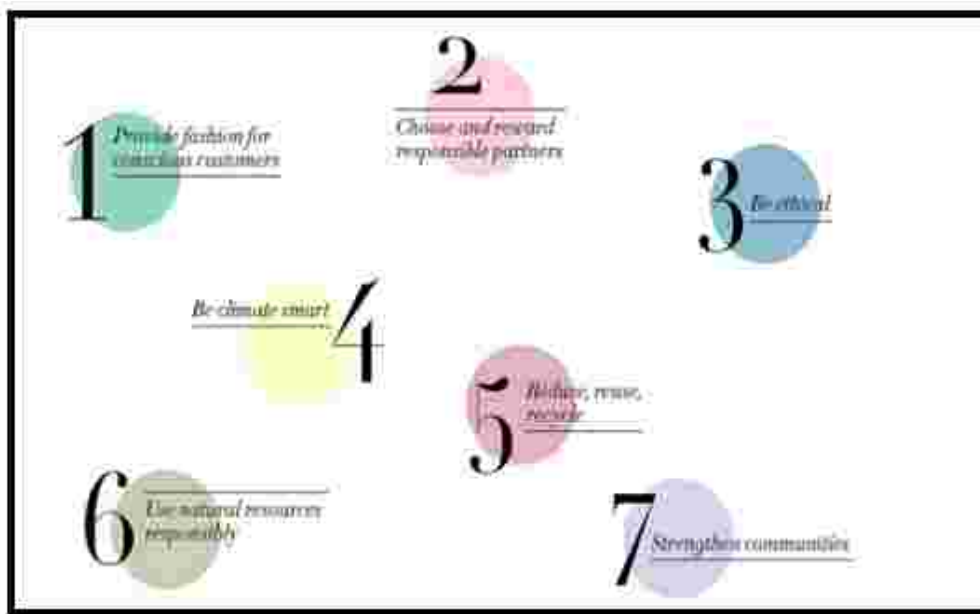 1
Provide fashion for
conscious customers
2
Choose and reward
responsible partners
3
Be ethical
4
Be climate smart
5
Reduce, reuse,
recycle
6
Use natural resources
responsibly
7
Strengthen communities